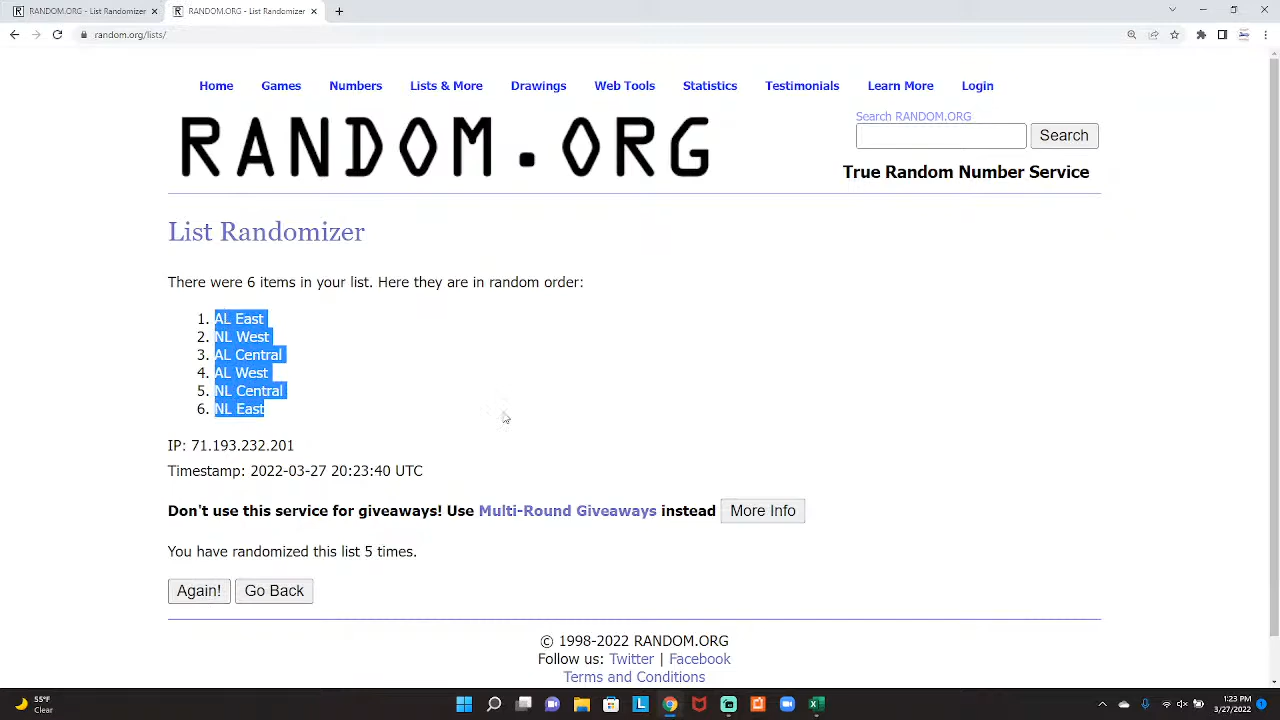 RANDOM.ORG - List Randomizer
RANDOM.ORG - List Randomizer
random.org/lists/
Home Games Numbers Lists & More Drawings Web Tools Statistics Testimonials Learn More Login
RANDOM.ORG
Search RANDOM.ORG
Search
True Random Number Service
List Randomizer
There were 6 items in your list. Here they are in random order:
1. AL East
2. NL West
3. AL Central
4. AL West
5. NL Central
6. NL East
IP: 71.193.232.201
Timestamp: 2022-03-27 20:23:40 UTC
Don't use this service for giveaways! Use Multi-Round Giveaways instead More Info
You have randomized this list 5 times.
Again! Go Back
© 1998-2022 RANDOM.ORG
Follow us: Twitter | Facebook
Terms and Conditions
55°F
Clear
1:23 PM
3/27/2022